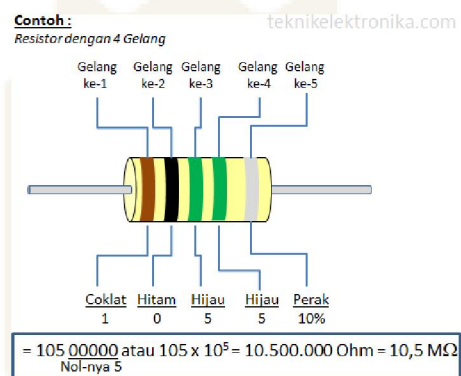 Contoh :
teknikelektronika.com
Resistor dengan 4 Gelang
Gelang Gelang Gelang Gelang Gelang
ke-1 ke-2 ke-3 ke-4 ke-5
Coklat Hitam Hijau Hijau Perak
1 0 5 5 10%
= 105 00000 atau 105 x 10⁵ = 10.500.000 Ohm = 10,5 MΩ
Nol-nya 5